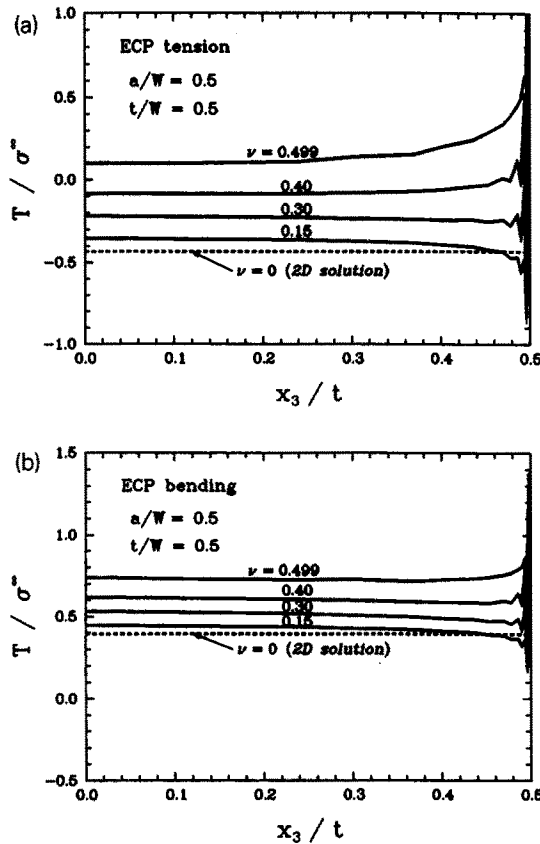 (a)
ECP tension
a/W = 0.5
t/W = 0.5
1.0
0.5
0.0
−0.5
−1.0
T / σ∞
ν = 0.499
0.40
0.30
0.15
ν = 0 (2D solution)
0.0 0.1 0.2 0.3 0.4 0.5
x₃ / t
(b)
ECP bending
a/W = 0.5
t/W = 0.5
1.5
1.0
0.5
0.0
−0.5
T / σ∞
ν = 0.499
0.40
0.30
0.15
ν = 0 (2D solution)
0.0 0.1 0.2 0.3 0.4 0.5
x₃ / t